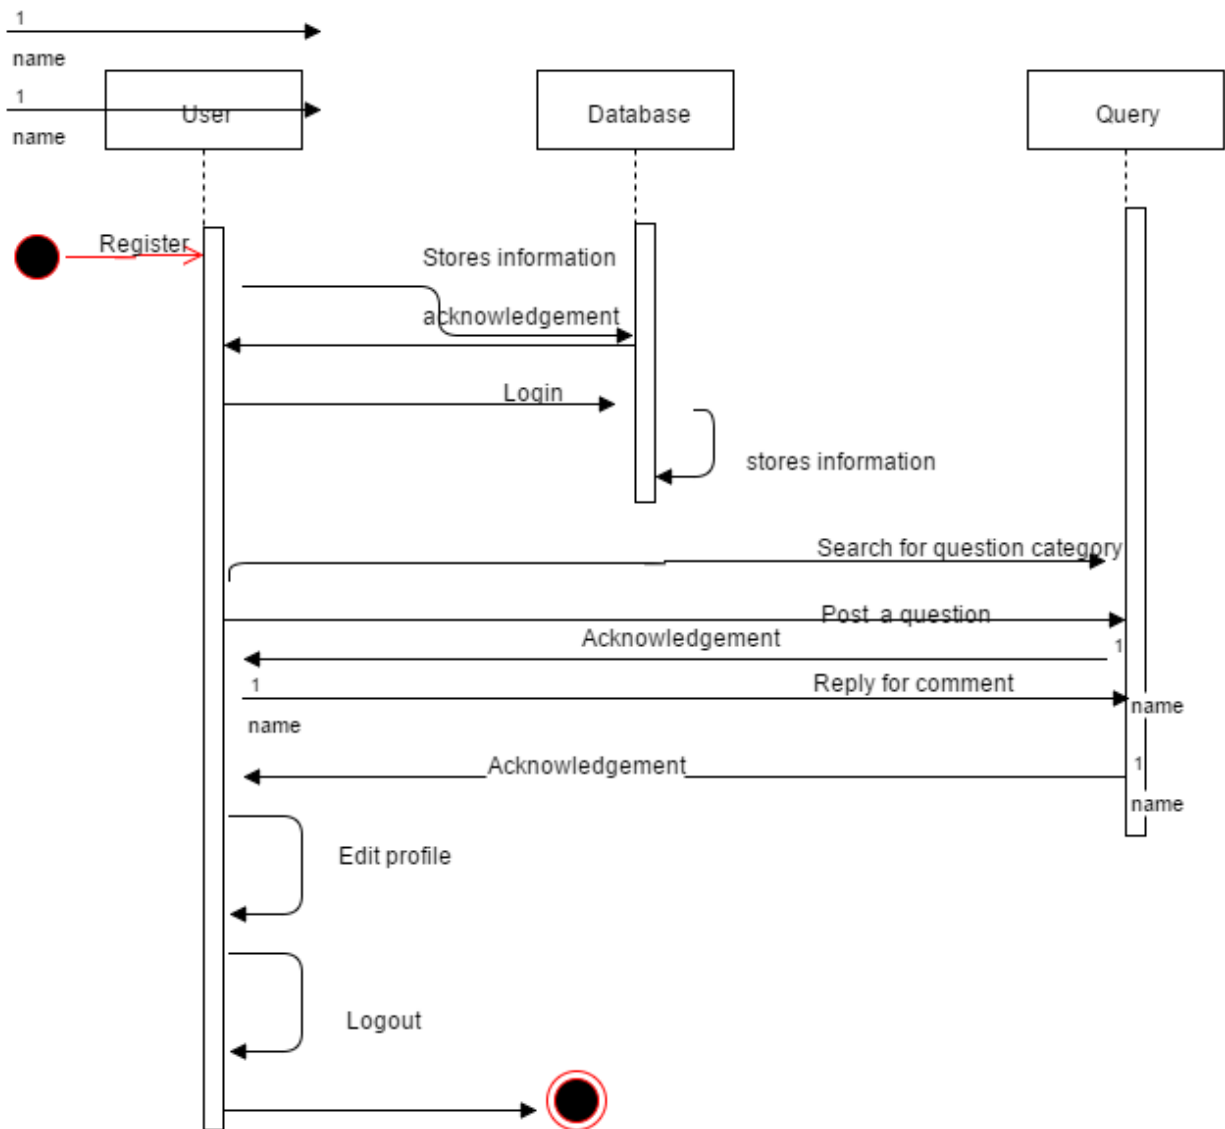 1
name
1
name
User
Database
Query
Register
Stores information
acknowledgement
Login
stores information
Search for question category
Post a question
Acknowledgement
1
1
Reply for comment
name
name
Acknowledgement
1
name
Edit profile
Logout